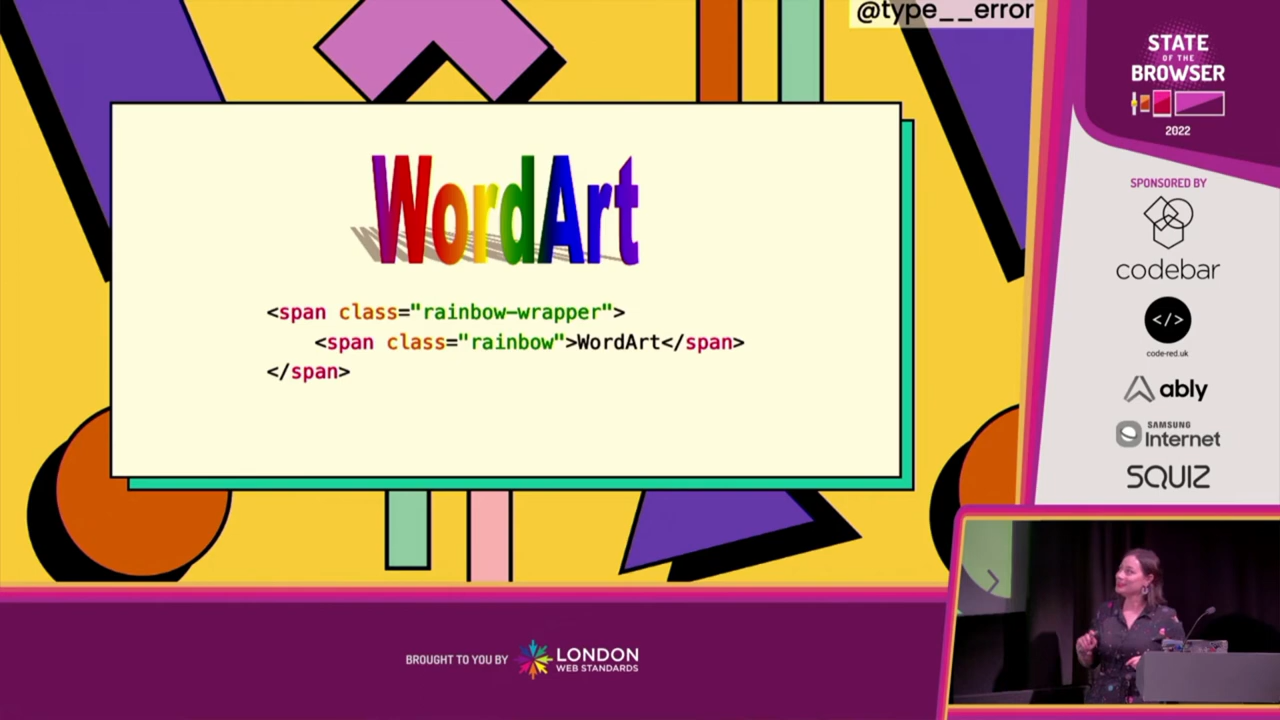 @type__error
WordArt
<span class="rainbow-wrapper">
    <span class="rainbow">WordArt</span>
</span>
STATE
OF THE
BROWSER
2022
SPONSORED BY
codebar
</>
code-red.uk
ably
SAMSUNG
Internet
SQUIZ
BROUGHT TO YOU BY
LONDON
WEB STANDARDS